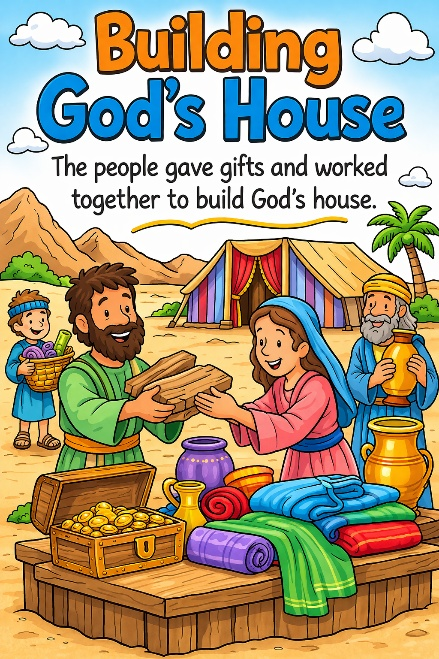 Building
God's House
The people gave gifts and worked
together to build God's house.